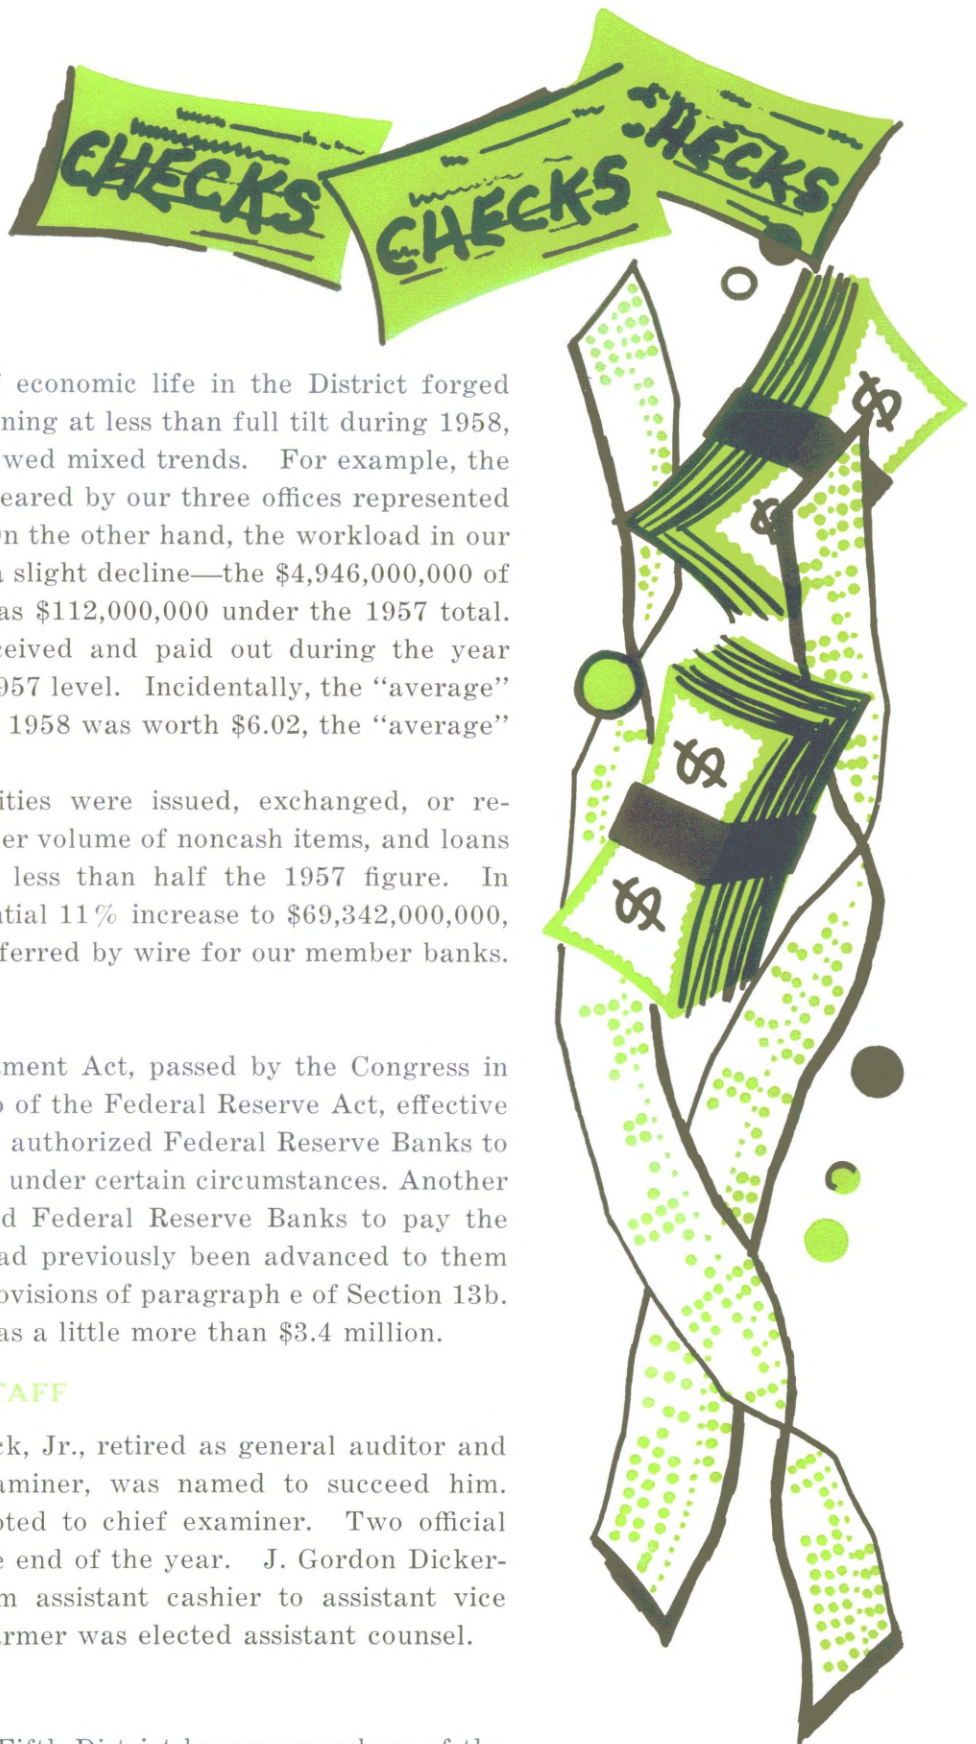 CHECKS
CHECKS
CHECKS
economic life in the District forged
ning at less than full tilt during 1958,
wed mixed trends. For example, the
eared by our three offices represented
n the other hand, the workload in our
slight decline—the $4,946,000,000 of
as $112,000,000 under the 1957 total.
ceived and paid out during the year
957 level. Incidentally, the “average”
1958 was worth $6.02, the “average”
ities were issued, exchanged, or re-
er volume of noncash items, and loans
less than half the 1957 figure. In
ntial 11% increase to $69,342,000,000,
ferred by wire for our member banks.
ment Act, passed by the Congress in
of the Federal Reserve Act, effective
authorized Federal Reserve Banks to
under certain circumstances. Another
d Federal Reserve Banks to pay the
ad previously been advanced to them
ovisions of paragraph e of Section 13b.
as a little more than $3.4 million.
TAFF
ck, Jr., retired as general auditor and
aminer, was named to succeed him.
oted to chief examiner. Two official
e end of the year. J. Gordon Dicker-
m assistant cashier to assistant vice
armer was elected assistant counsel.
$
$
$
$